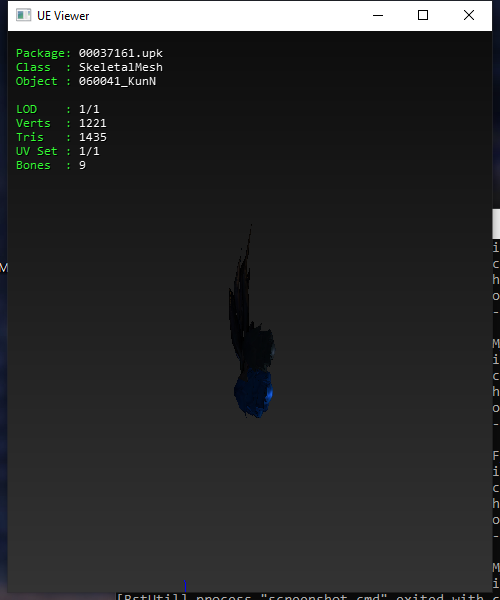 UE Viewer
Package: 00037161.upk
Class  : SkeletalMesh
Object : 060041_KunN
LOD    : 1/1
Verts  : 1221
Tris   : 1435
UV Set : 1/1
Bones  : 9
M
i
c
h
o
-
M
i
c
h
o
-
F
i
c
h
o
-
M
i
[BstUtil] process "screenshot.cmd" exited with c